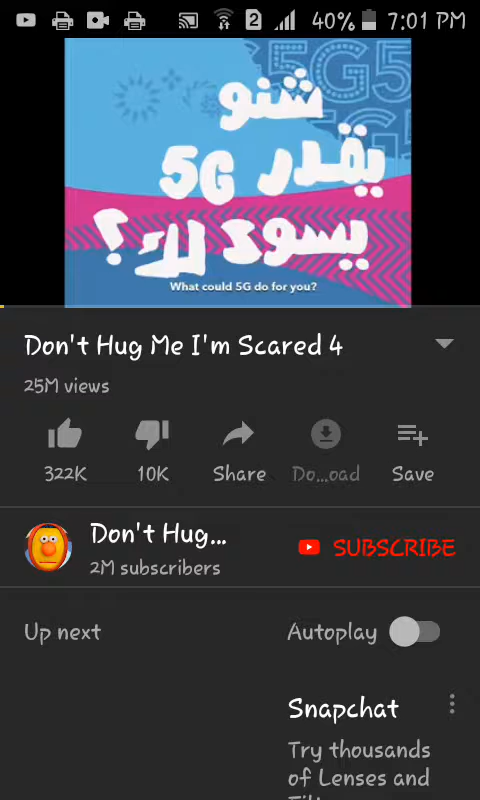 2 40% 7:01 PM
5G5
شنو
يقدر 5G
يسوي لك؟
What could 5G do for you?
Don't Hug Me I'm Scared 4
25M views
322K 10K Share Do...oad Save
Don't Hug...
2M subscribers
SUBSCRIBE
Up next Autoplay
Snapchat
Try thousands
of Lenses and